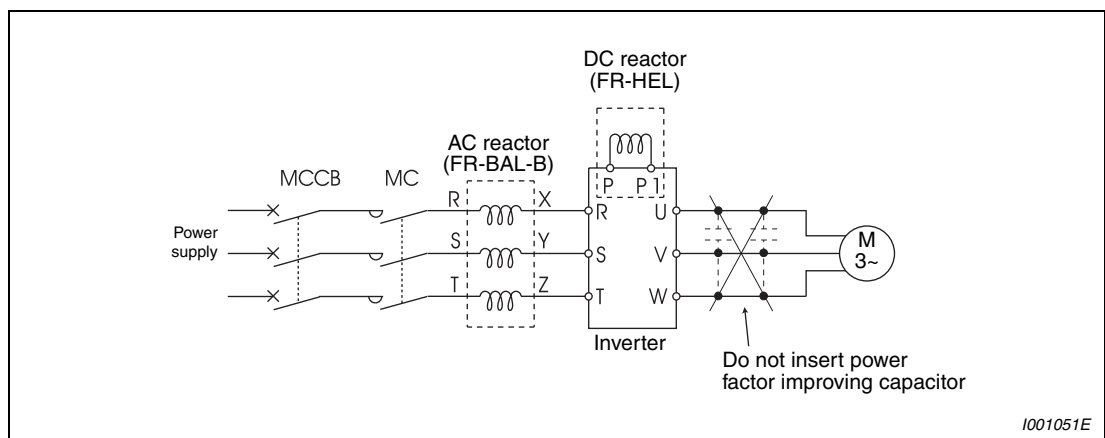 DC reactor
(FR-HEL)
AC reactor
(FR-BAL-B)
MCCB
MC
P P1
R X R U
Power
supply
S Y S V
M
3~
T Z T W
Inverter
Do not insert power
factor improving capacitor
I001051E